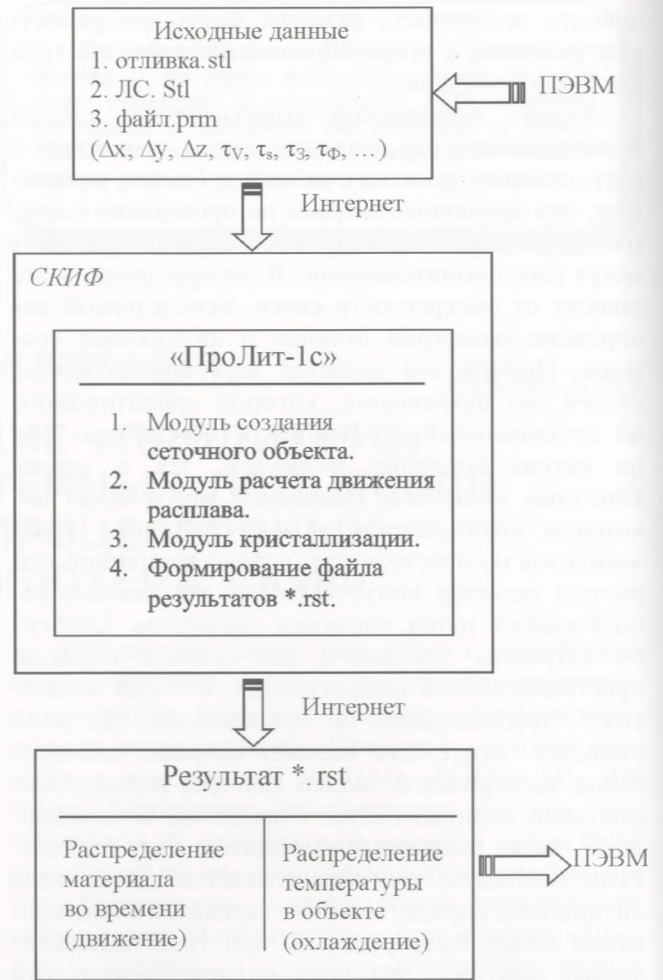 Исходные данные
1. отливка.stl
2. ЛС. Stl
3. файл.prm
(Δx, Δy, Δz, τV, τs, τЗ, τФ, …)
ПЭВМ
Интернет
СКИФ
«ПроЛит-1с»
1. Модуль создания
сеточного объекта.
2. Модуль расчета движения
расплава.
3. Модуль кристаллизации.
4. Формирование файла
результатов *.rst.
Интернет
Результат *. rst
Распределение
материала
во времени
(движение)
Распределение
температуры
в объекте
(охлаждение)
ПЭВМ